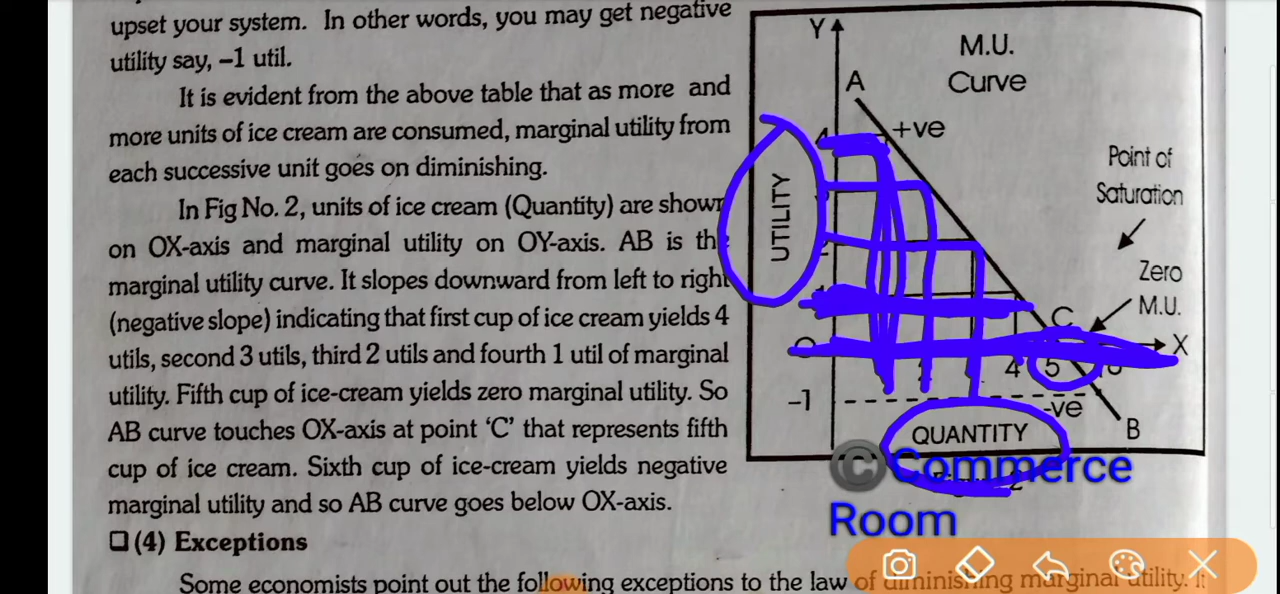 upset your system. In other words, you may get negative
utility say, –1 util.
It is evident from the above table that as more and
more units of ice cream are consumed, marginal utility from
each successive unit goes on diminishing.
In Fig No. 2, units of ice cream (Quantity) are shown
on OX-axis and marginal utility on OY-axis. AB is the
marginal utility curve. It slopes downward from left to right
(negative slope) indicating that first cup of ice cream yields 4
utils, second 3 utils, third 2 utils and fourth 1 util of marginal
utility. Fifth cup of ice-cream yields zero marginal utility. So
AB curve touches OX-axis at point ‘C’ that represents fifth
cup of ice cream. Sixth cup of ice-cream yields negative
marginal utility and so AB curve goes below OX-axis.
(4) Exceptions
Some economists point out the following exceptions to the law of diminishing marginal utility. It
Y
M.U.
Curve
A
4
+ve
Point of
Saturation
UTILITY
Zero
M.U.
C
X
4 5
–1
-ve
B
QUANTITY
© Commerce
Room